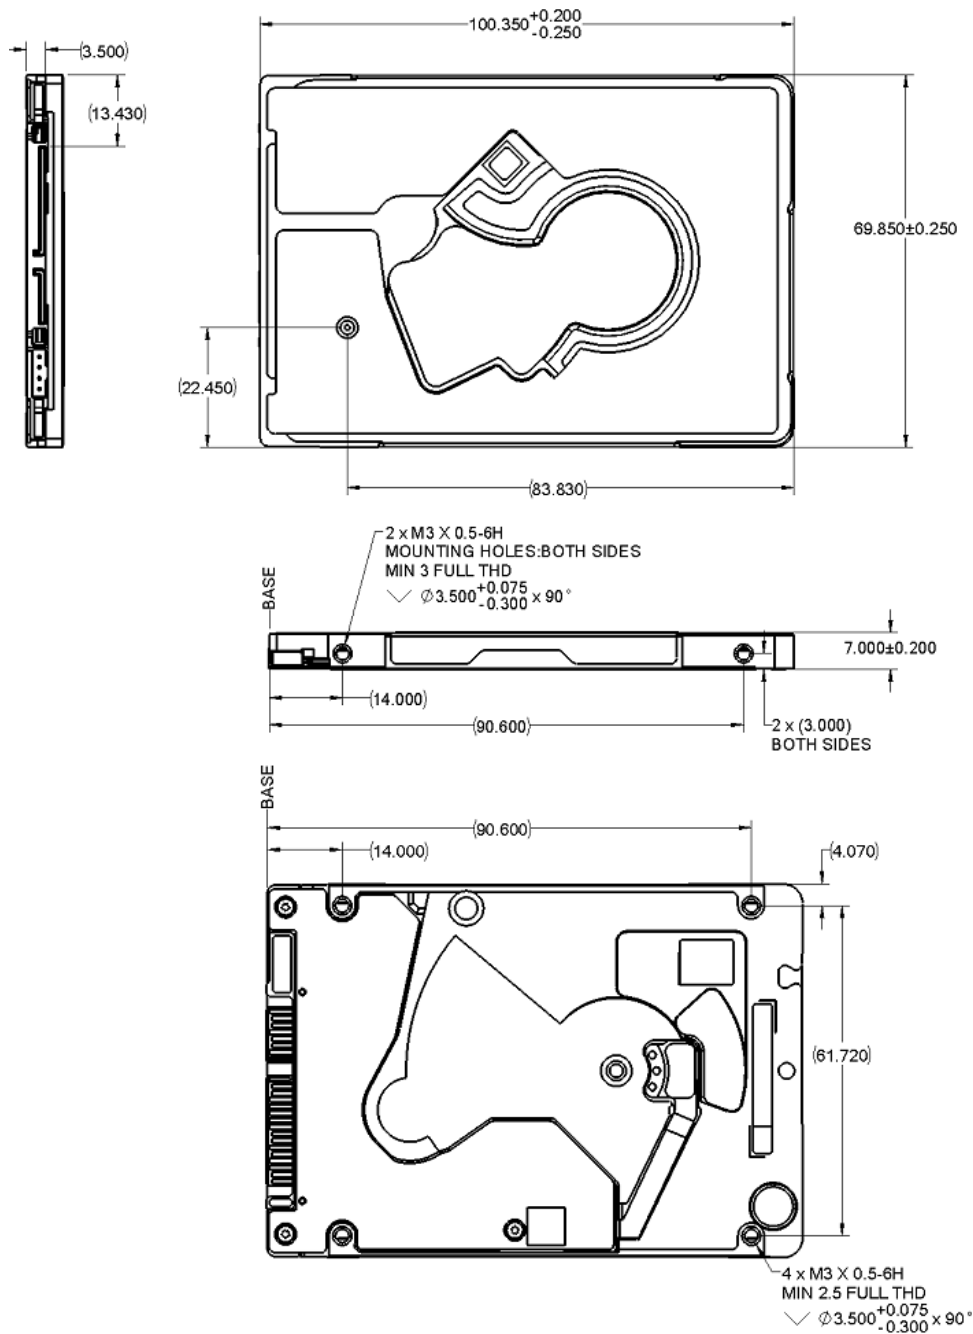 100.350+0.200
-0.250
(3.500)
(13.430)
69.850±0.250
(22.450)
(83.830)
2 x M3 X 0.5-6H
MOUNTING HOLES:BOTH SIDES
MIN 3 FULL THD
∨ ∅3.500+0.075
-0.300 x 90°
BASE
7.000±0.200
(14.000)
(90.600)
2 x (3.000)
BOTH SIDES
BASE
(90.600)
(14.000)
(4.070)
(61.720)
4 x M3 X 0.5-6H
MIN 2.5 FULL THD
∨ ∅3.500+0.075
-0.300 x 90°